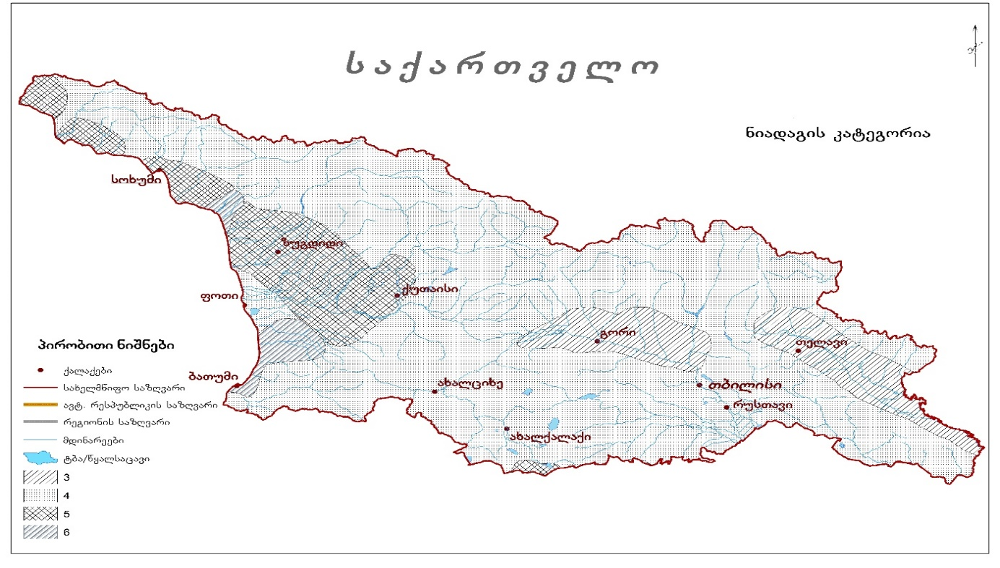 საქართველო
ნიადაგის კატეგორია
სოხუმი
ზუგდიდი
ქუთაისი
ფოთი
გორი
თელავი
ბათუმი
ახალციხე
თბილისი
რუსთავი
ახალქალაქი
პირობითი ნიშნები
ქალაქები
სახელმწიფო საზღვარი
ავტ. რესპუბლიკის საზღვარი
რეგიონის საზღვარი
მდინარეები
ტბა/წყალსაცავი
3
4
5
6